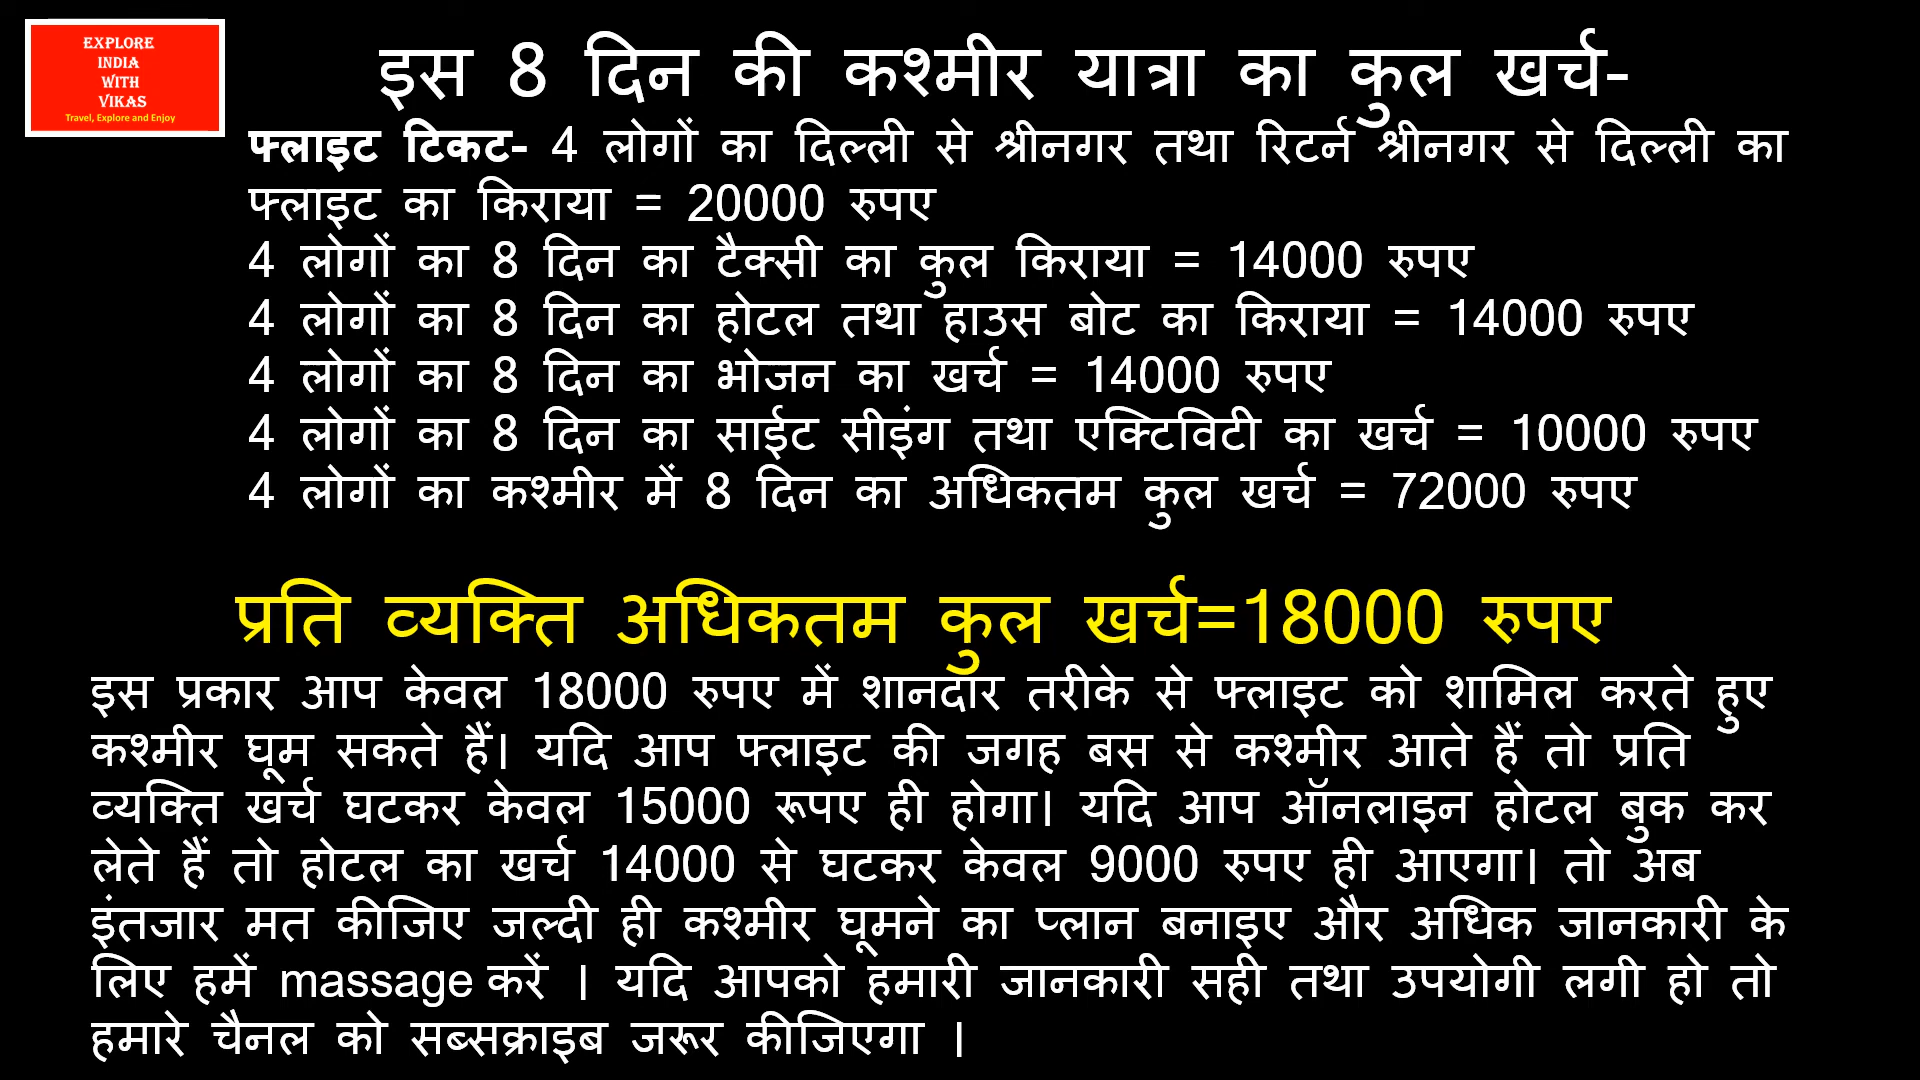 EXPLORE
INDIA
WITH
VIKAS
Travel, Explore and Enjoy
इस 8 दिन की कश्मीर यात्रा का कुल खर्च-
फ्लाइट टिकट- 4 लोगों का दिल्ली से श्रीनगर तथा रिटर्न श्रीनगर से दिल्ली का
फ्लाइट का किराया = 20000 रुपए
4 लोगों का 8 दिन का टैक्सी का कुल किराया = 14000 रुपए
4 लोगों का 8 दिन का होटल तथा हाउस बोट का किराया = 14000 रुपए
4 लोगों का 8 दिन का भोजन का खर्च = 14000 रुपए
4 लोगों का 8 दिन का साईट सीइंग तथा एक्टिविटी का खर्च = 10000 रुपए
4 लोगों का कश्मीर में 8 दिन का अधिकतम कुल खर्च = 72000 रुपए
प्रति व्यक्ति अधिकतम कुल खर्च=18000 रुपए
इस प्रकार आप केवल 18000 रुपए में शानदार तरीके से फ्लाइट को शामिल करते हुए
कश्मीर घूम सकते हैं। यदि आप फ्लाइट की जगह बस से कश्मीर आते हैं तो प्रति
व्यक्ति खर्च घटकर केवल 15000 रूपए ही होगा। यदि आप ऑनलाइन होटल बुक कर
लेते हैं तो होटल का खर्च 14000 से घटकर केवल 9000 रुपए ही आएगा। तो अब
इंतजार मत कीजिए जल्दी ही कश्मीर घूमने का प्लान बनाइए और अधिक जानकारी के
लिए हमें massage करें । यदि आपको हमारी जानकारी सही तथा उपयोगी लगी हो तो
हमारे चैनल को सब्सक्राइब जरूर कीजिएगा ।